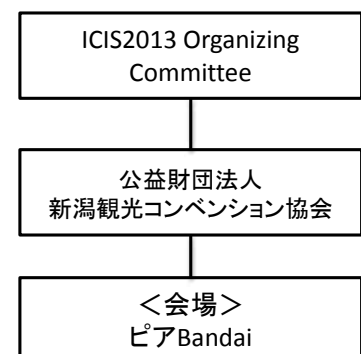 ICIS2013 Organizing
Committee
公益財団法人
新潟観光コンベンション協会
＜会場＞
ピアBandai